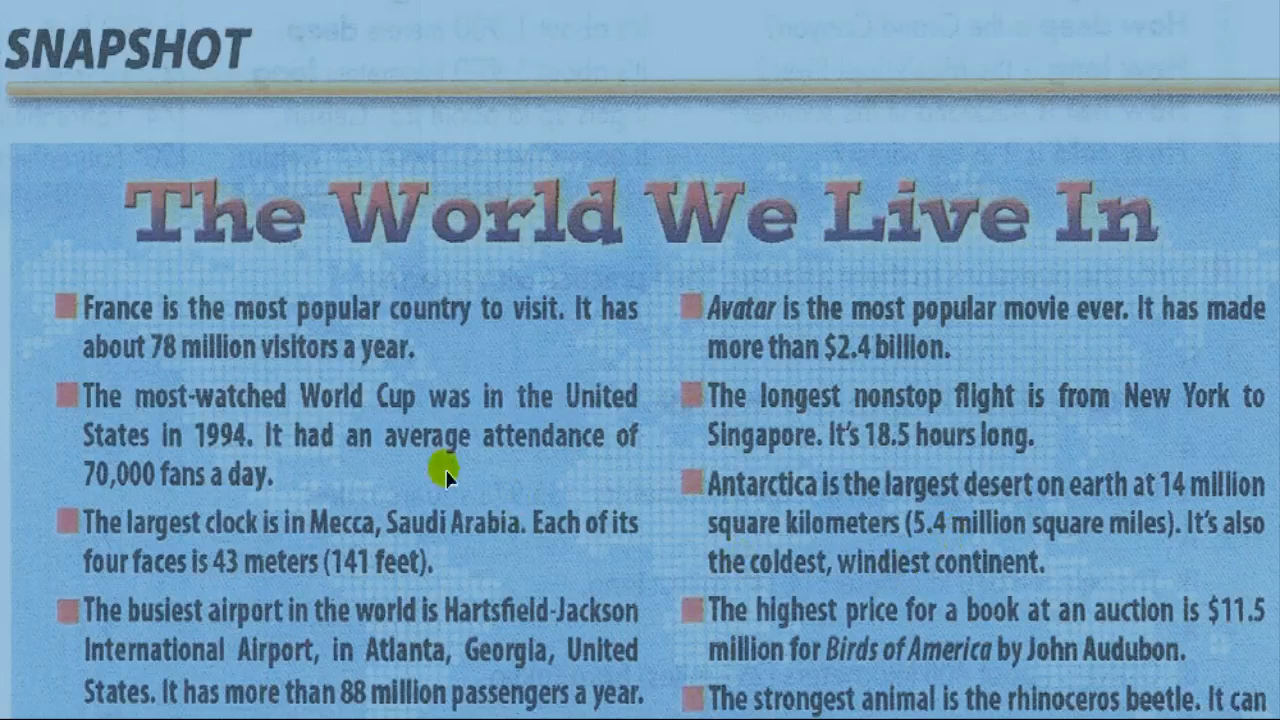 SNAPSHOT
The World We Live In
France is the most popular country to visit. It has
about 78 million visitors a year.
The most-watched World Cup was in the United
States in 1994. It had an average attendance of
70,000 fans a day.
The largest clock is in Mecca, Saudi Arabia. Each of its
four faces is 43 meters (141 feet).
The busiest airport in the world is Hartsfield-Jackson
International Airport, in Atlanta, Georgia, United
States. It has more than 88 million passengers a year.
Avatar is the most popular movie ever. It has made
more than $2.4 billion.
The longest nonstop flight is from New York to
Singapore. It's 18.5 hours long.
Antarctica is the largest desert on earth at 14 million
square kilometers (5.4 million square miles). It's also
the coldest, windiest continent.
The highest price for a book at an auction is $11.5
million for Birds of America by John Audubon.
The strongest animal is the rhinoceros beetle. It can